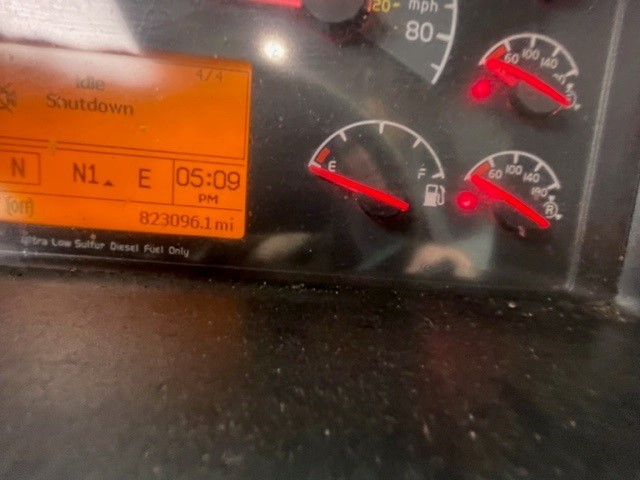 120 mph
80
4/4
Idle
Shutdown
N N1 E 05:09
PM
823096.1 mi
Ultra Low Sulfur Diesel Fuel Only
E F
60 100 140
60 100 140 190